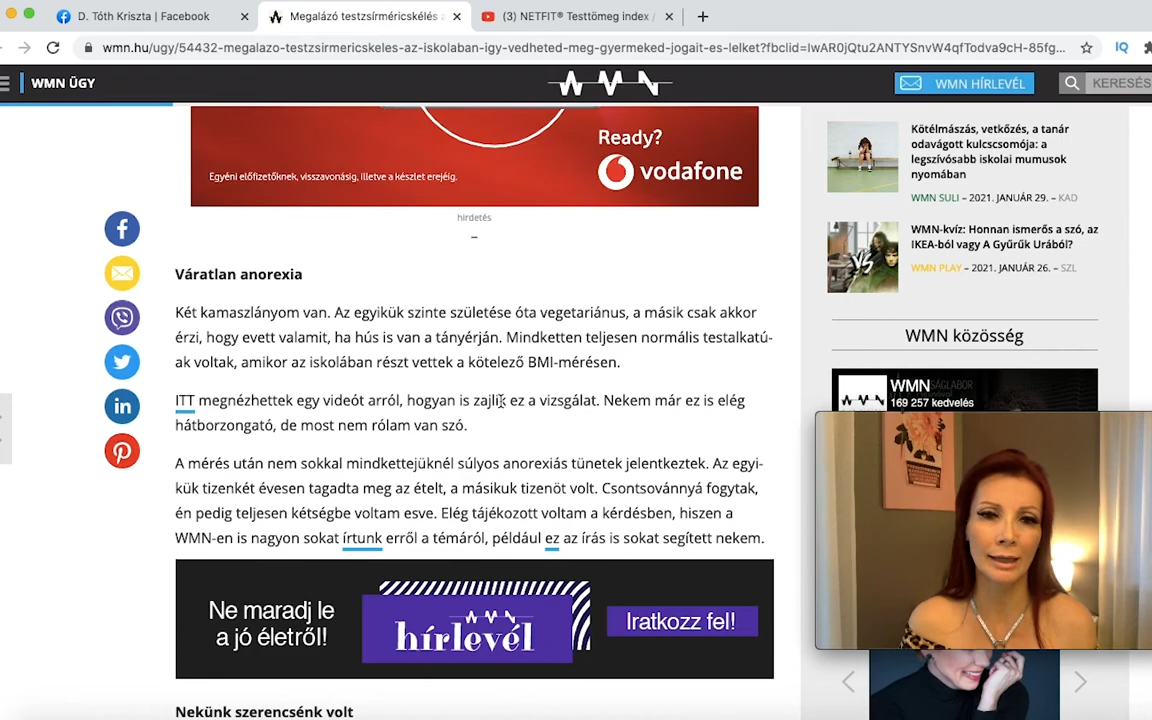 D. Tóth Kriszta | Facebook
Megalázó testzsírméricskélés
(3) NETFIT® Testtömeg index /
wmn.hu/ugy/54432-megalazo-testzsirmericskeles-az-iskolaban-igy-vedheted-meg-gyermeked-jogait-es-lelket?fbclid=IwAR0jQtu2ANTYSnvW4qfTodva9cH-85fg...
IQ
WMN ÜGY
WMN
WMN HÍRLEVÉL
KERESÉS
Ready?
vodafone
Egyéni előfizetőknek, visszavonásig, illetve a készlet erejéig.
hirdetés
–
Váratlan anorexia
Két kamaszlányom van. Az egyikük szinte születése óta vegetariánus, a másik csak akkor
érzi, hogy evett valamit, ha hús is van a tányérján. Mindketten teljesen normális testalkatú-
ak voltak, amikor az iskolában részt vettek a kötelező BMI-mérésen.
ITT megnézhettek egy videót arról, hogyan is zajlik ez a vizsgálat. Nekem már ez is elég
hátborzongató, de most nem rólam van szó.
A mérés után nem sokkal mindkettejüknél súlyos anorexiás tünetek jelentkeztek. Az egyi-
kük tizenkét évesen tagadta meg az ételt, a másikuk tizenöt volt. Csontsovánnyá fogytak,
én pedig teljesen kétségbe voltam esve. Elég tájékozott voltam a kérdésben, hiszen a
WMN-en is nagyon sokat írtunk erről a témáról, például ez az írás is sokat segített nekem.
Ne maradj le
a jó életről!
WMN
hírlevél
Iratkozz fel!
Nekünk szerencsénk volt
Kötélmászás, vetkőzés, a tanár
odavágott kulcscsomója: a
legszívósabb iskolai mumusok
nyomában
WMN SULI – 2021. JANUÁR 29. – KAD
VS
WMN-kvíz: Honnan ismerős a szó, az
IKEA-ból vagy A Gyűrűk Urából?
WMN PLAY – 2021. JANUÁR 26. – SZL
WMN közösség
WMN
169 257 kedvelés